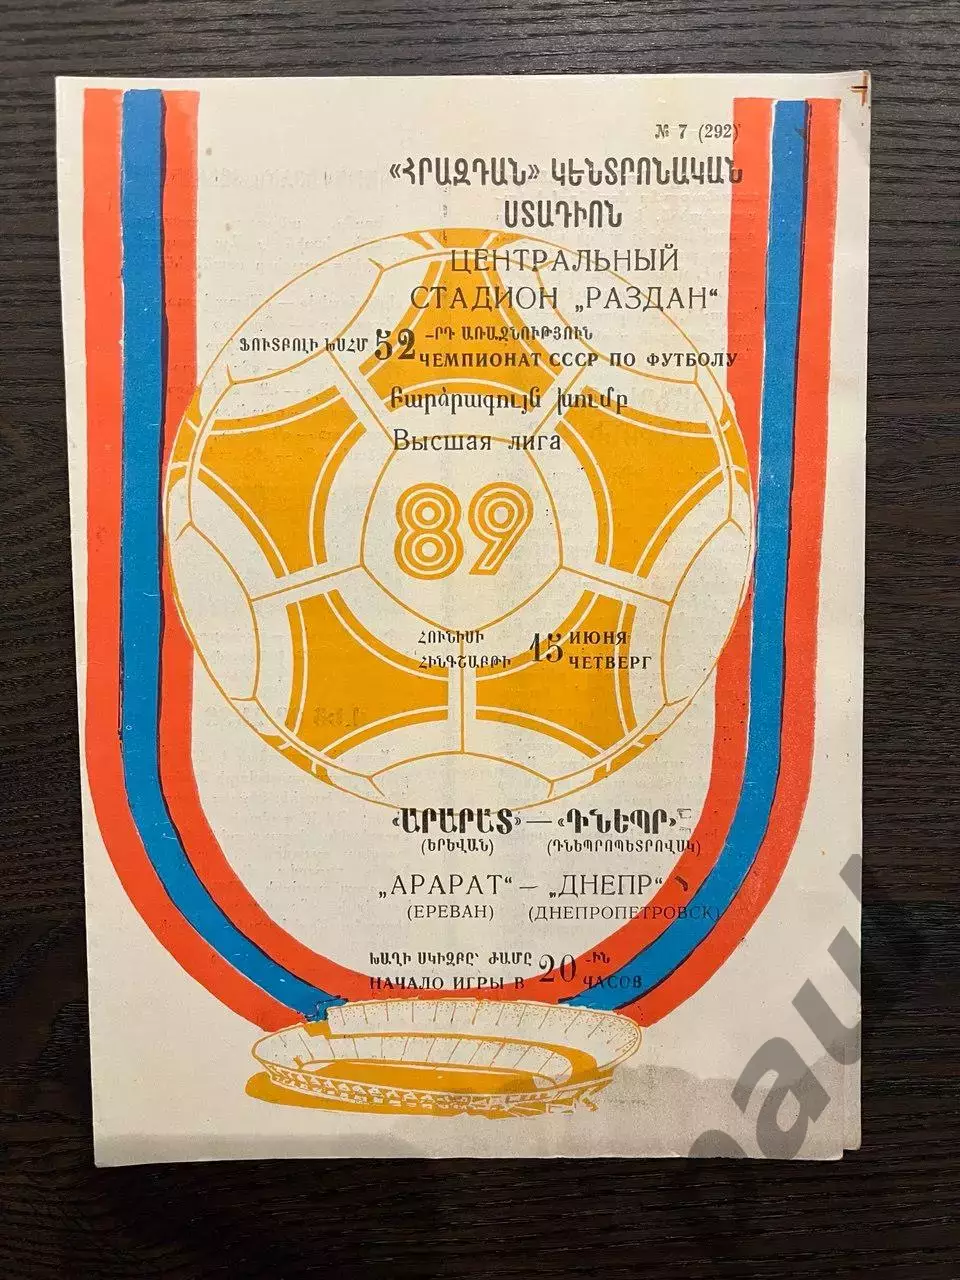 № 7 (292)
«ՀՐԱԶԴԱՆ» ԿԵՆՏՐՈՆԱԿԱՆ
ՍՏԱԴԻՈՆ
ЦЕНТРАЛЬНЫЙ
СТАДИОН „РАЗДАН“
ՖՈՒՏԲՈԼԻ ԽՍՀՄ 52 -ՐԴ ԱՌԱՋՆՈՒԹՅՈՒՆ
ЧЕМПИОНАТ СССР ПО ФУТБОЛУ
Բարձրագույն խումբ
Высшая лига
89
ՀՈՒՆԻՍԻ 15 ИЮНЯ
ՀԻՆԳՇԱԲԹԻ ЧЕТВЕРГ
«ԱՐԱՐԱՏ» — «ԴՆԵՊՐ»
(ԵՐԵՎԱՆ) (ԴՆԵՊՐՈՊԵՏՐՈՎՍԿ)
„АРАРАТ“ — „ДНЕПР“
(ЕРЕВАН) (ДНЕПРОПЕТРОВСК)
ԽԱՂԻ ՍԿԻԶԲԸ՝ ԺԱՄԸ 20 -ԻՆ
НАЧАЛО ИГРЫ В ЧАСОВ